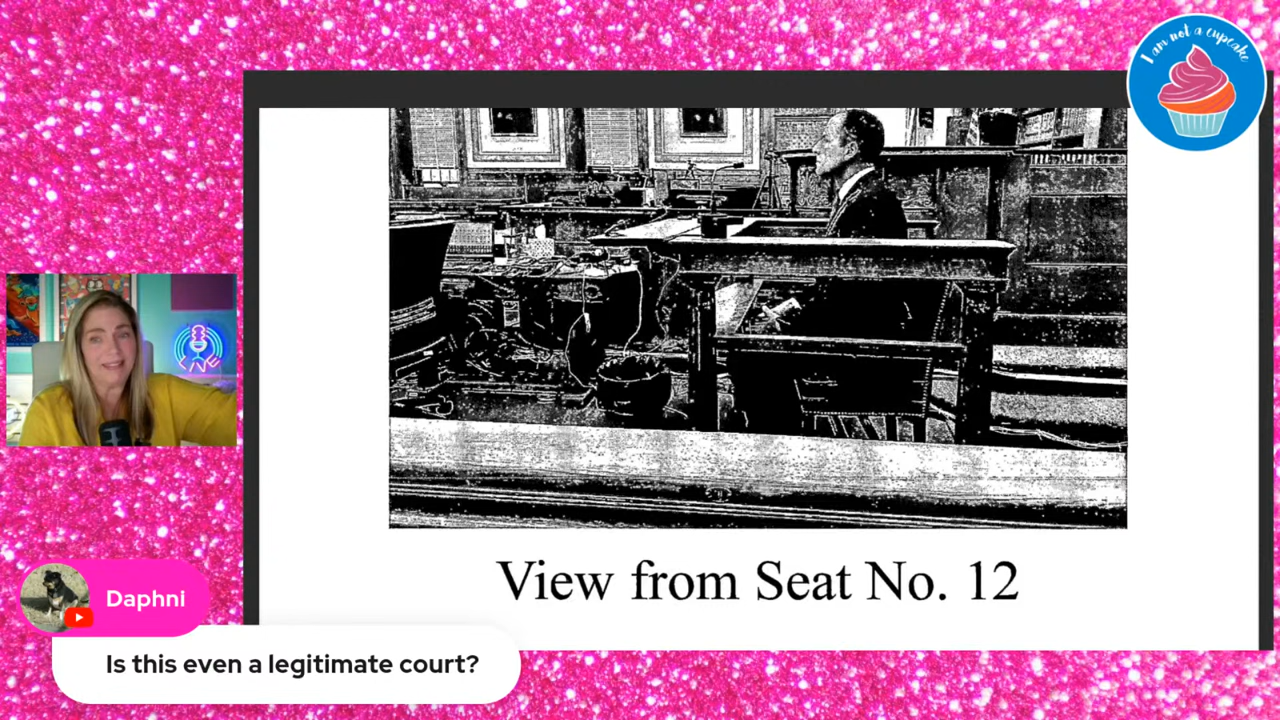 I am not a cupcake
View from Seat No. 12
Daphni
Is this even a legitimate court?